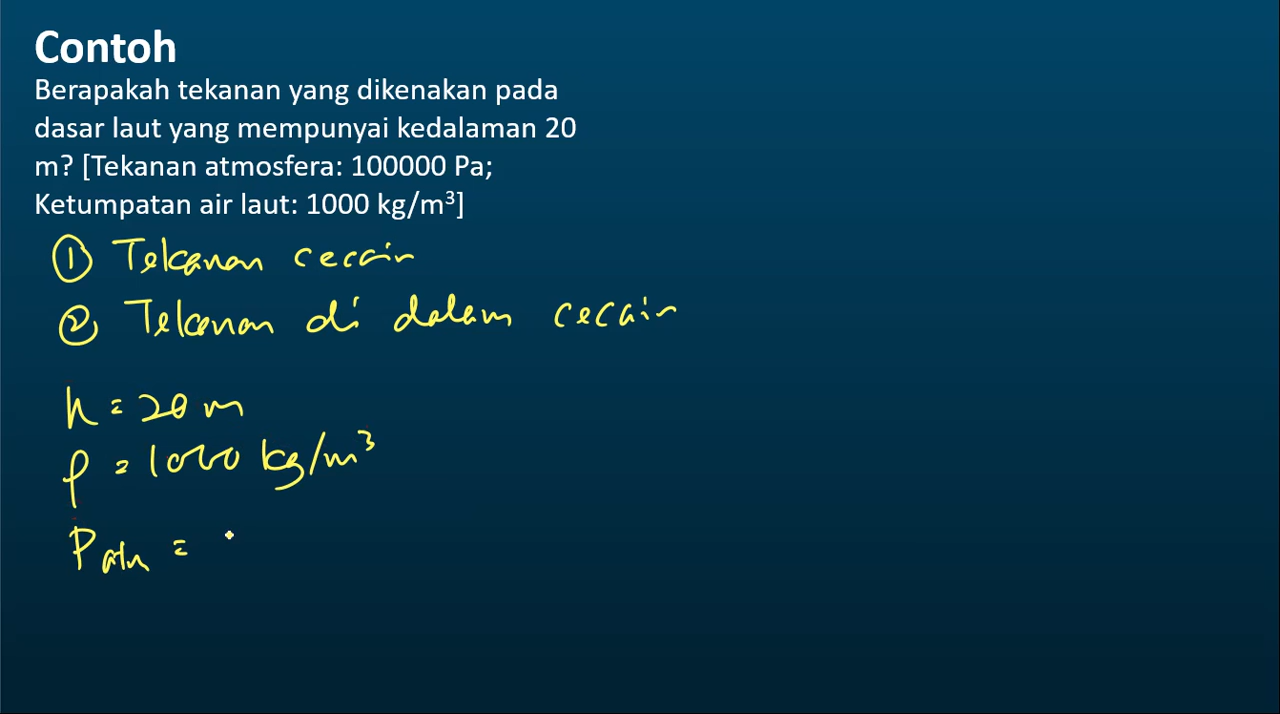 Contoh
Berapakah tekanan yang dikenakan pada
dasar laut yang mempunyai kedalaman 20
m? [Tekanan atmosfera: 100000 Pa;
Ketumpatan air laut: 1000 kg/m³]
① Tekanan cecair
② Tekanan di dalam cecair
h = 20 m
ρ = 1000 kg/m³
Patm =